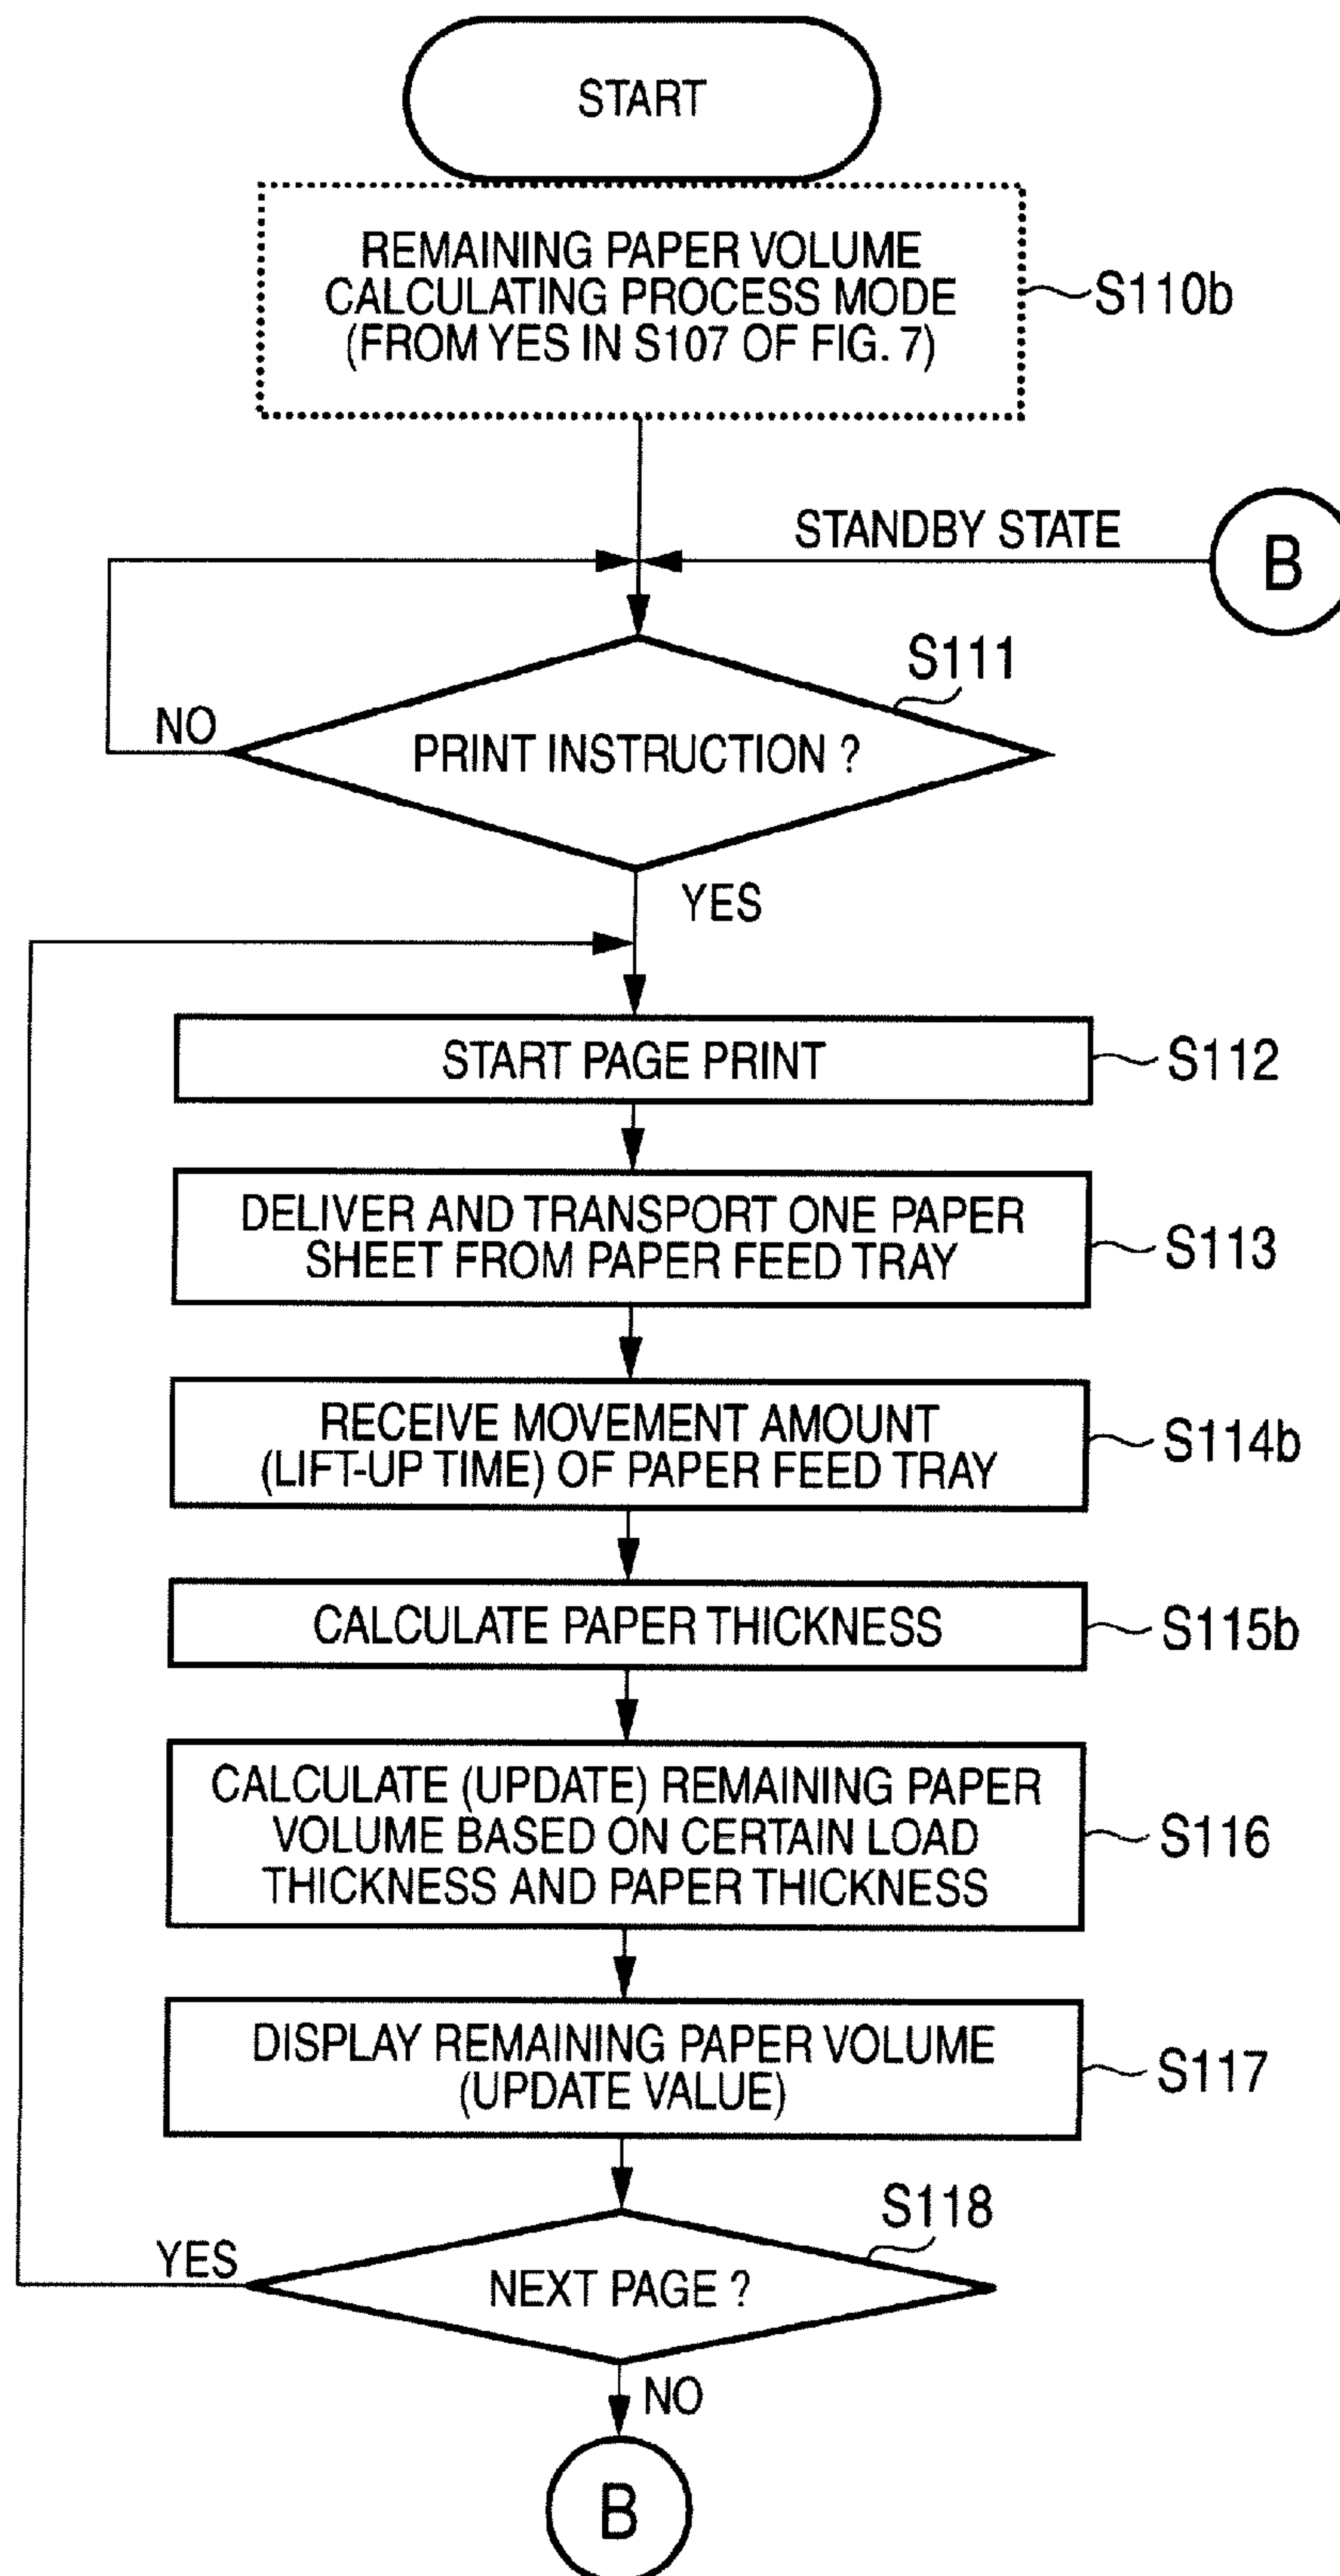 START
REMAINING PAPER VOLUME
CALCULATING PROCESS MODE
(FROM YES IN S107 OF FIG. 7)
S110b
STANDBY STATE
B
S111
NO
PRINT INSTRUCTION ?
YES
START PAGE PRINT
S112
DELIVER AND TRANSPORT ONE PAPER
SHEET FROM PAPER FEED TRAY
S113
RECEIVE MOVEMENT AMOUNT
(LIFT-UP TIME) OF PAPER FEED TRAY
S114b
CALCULATE PAPER THICKNESS
S115b
CALCULATE (UPDATE) REMAINING PAPER
VOLUME BASED ON CERTAIN LOAD
THICKNESS AND PAPER THICKNESS
S116
DISPLAY REMAINING PAPER VOLUME
(UPDATE VALUE)
S117
S118
YES
NEXT PAGE ?
NO
B